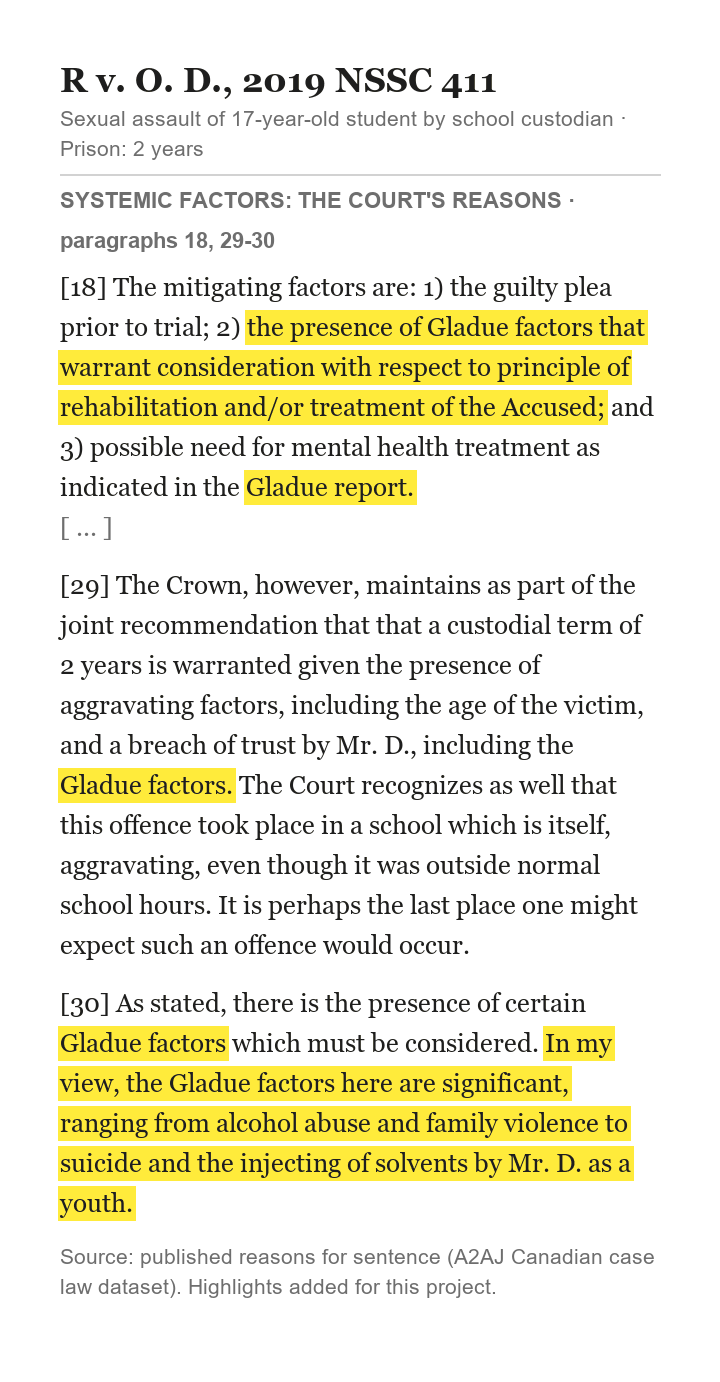 R v. O. D., 2019 NSSC 411
Sexual assault of 17-year-old student by school custodian ·
Prison: 2 years
SYSTEMIC FACTORS: THE COURT'S REASONS ·
paragraphs 18, 29-30
[18] The mitigating factors are: 1) the guilty plea
prior to trial; 2) the presence of Gladue factors that
warrant consideration with respect to principle of
rehabilitation and/or treatment of the Accused; and
3) possible need for mental health treatment as
indicated in the Gladue report.
[ ... ]
[29] The Crown, however, maintains as part of the
joint recommendation that that a custodial term of
2 years is warranted given the presence of
aggravating factors, including the age of the victim,
and a breach of trust by Mr. D., including the
Gladue factors. The Court recognizes as well that
this offence took place in a school which is itself,
aggravating, even though it was outside normal
school hours. It is perhaps the last place one might
expect such an offence would occur.
[30] As stated, there is the presence of certain
Gladue factors which must be considered. In my
view, the Gladue factors here are significant,
ranging from alcohol abuse and family violence to
suicide and the injecting of solvents by Mr. D. as a
youth.
Source: published reasons for sentence (A2AJ Canadian case
law dataset). Highlights added for this project.